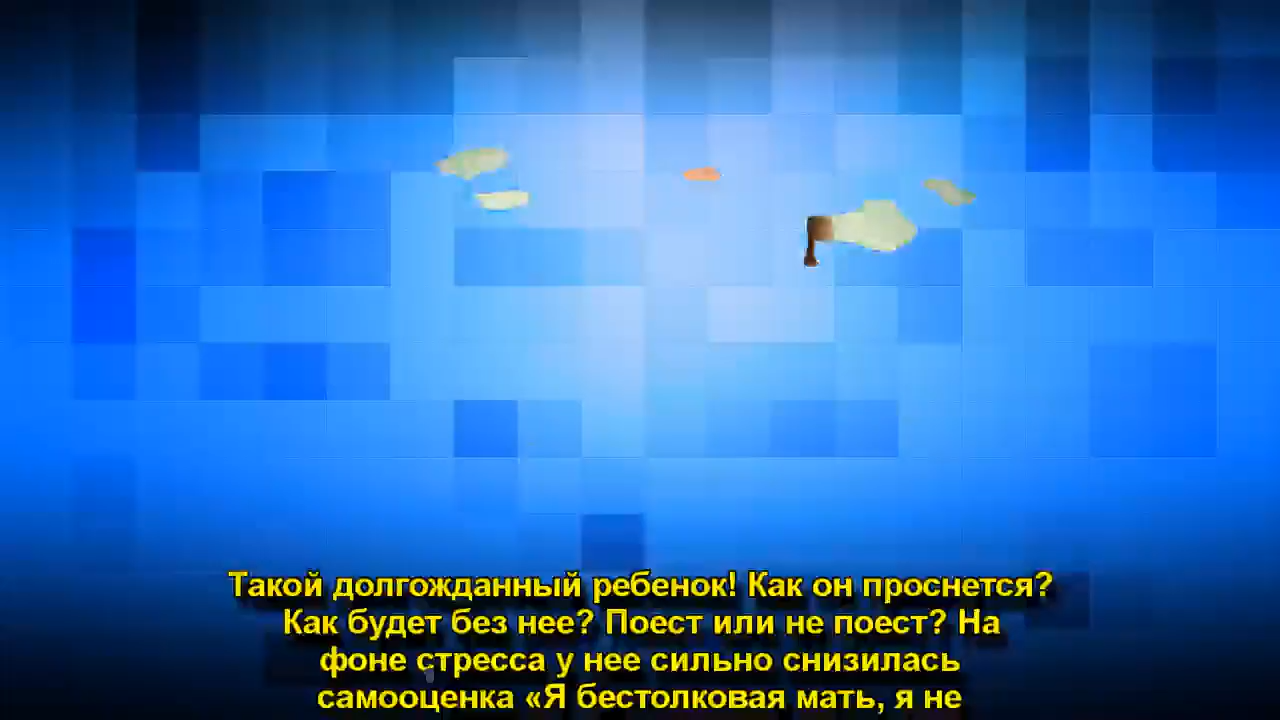 Такой долгожданный ребенок! Как он проснется?
Как будет без нее? Поест или не поест? На
фоне стресса у нее сильно снизилась
самооценка «Я бестолковая мать, я не